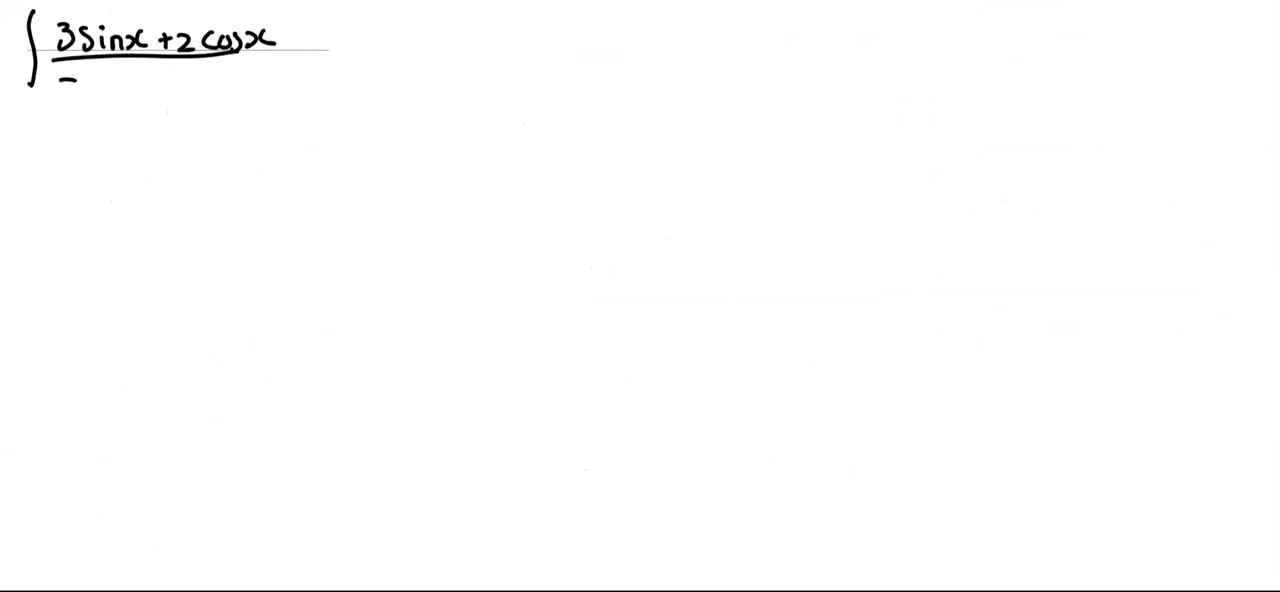 ∫ 3sinx + 2cosx